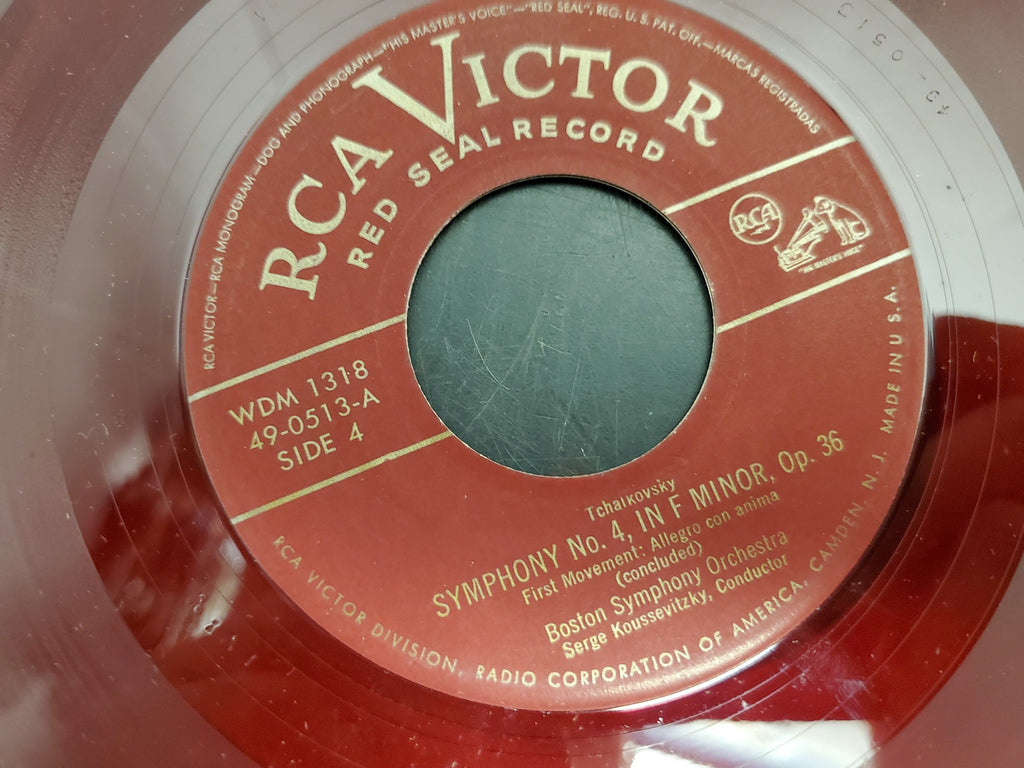 RCA VICTOR—RCA MONOGRAM—DOG AND PHONOGRAPH—"HIS MASTER'S VOICE"—"RED SEAL", REG. U. S. PAT. OFF.—MARCAS REGISTRADAS
RCA VICTOR
RED SEAL RECORD
RCA
"HIS MASTER'S VOICE"
WDM 1318
49-0513-A
SIDE 4
Tchaikovsky
SYMPHONY No. 4, IN F MINOR, Op. 36
First Movement: Allegro con anima
(concluded)
Boston Symphony Orchestra
Serge Koussevitzky, Conductor
RCA VICTOR DIVISION, RADIO CORPORATION OF AMERICA, CAMDEN, N. J. MADE IN U S A.